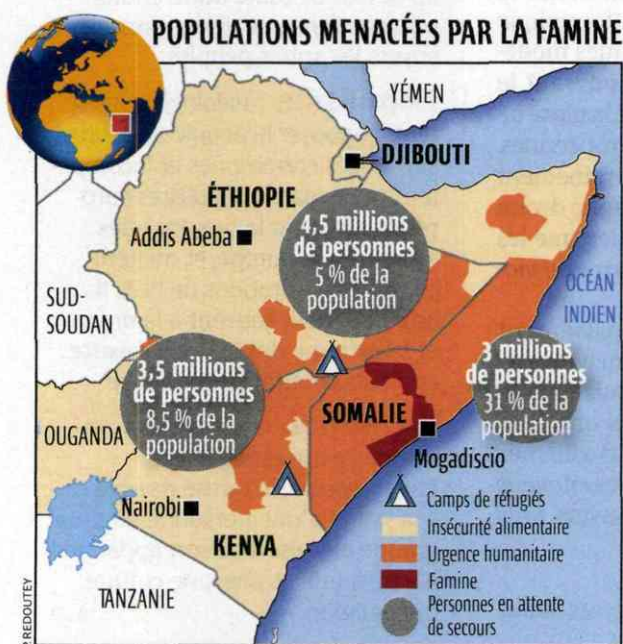 POPULATIONS MENACÉES PAR LA FAMINE
YÉMEN
DJIBOUTI
ÉTHIOPIE
Addis Abeba
4,5 millions
de personnes
5 % de la
population
SUD-
SOUDAN
OCÉAN
INDIEN
3,5 millions
de personnes
8,5 % de la
population
3 millions
de personnes
31 % de la
population
SOMALIE
OUGANDA
Mogadiscio
Nairobi
KENYA
TANZANIE
Camps de réfugiés
Insécurité alimentaire
Urgence humanitaire
Famine
Personnes en attente
de secours
REDOUTEY